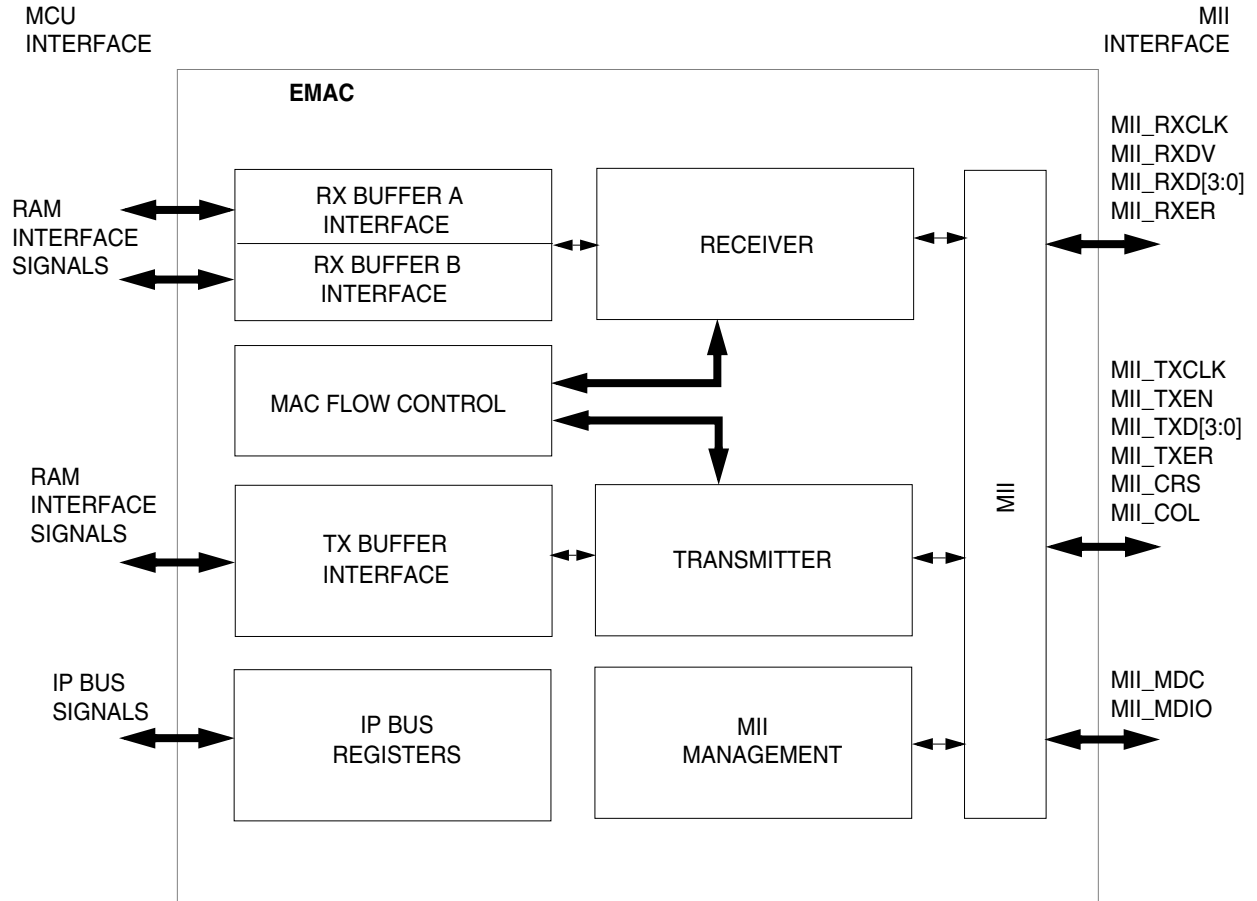 MCU
INTERFACE
MII
INTERFACE
EMAC
RAM
INTERFACE
SIGNALS
RX BUFFER A
INTERFACE
RX BUFFER B
INTERFACE
RECEIVER
MII_RXCLK
MII_RXDV
MII_RXD[3:0]
MII_RXER
MAC FLOW CONTROL
MII
MII_TXCLK
MII_TXEN
MII_TXD[3:0]
MII_TXER
MII_CRS
MII_COL
RAM
INTERFACE
SIGNALS
TX BUFFER
INTERFACE
TRANSMITTER
IP BUS
SIGNALS
IP BUS
REGISTERS
MII
MANAGEMENT
MII_MDC
MII_MDIO